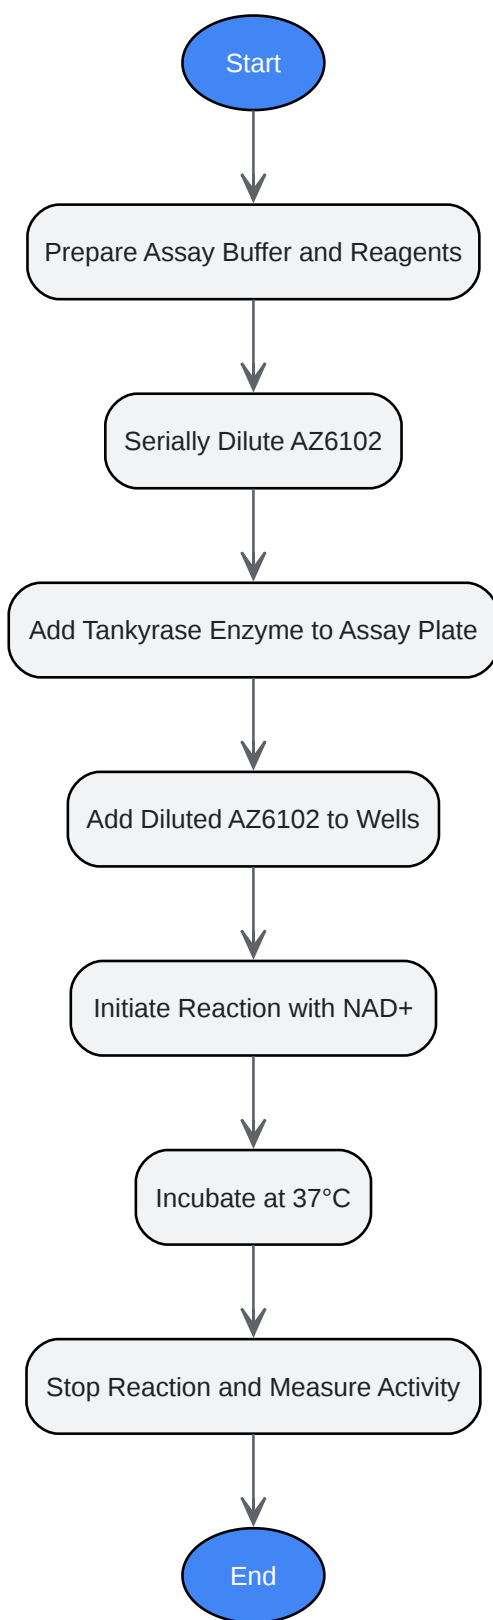 Start
Prepare Assay Buffer and Reagents
Serially Dilute AZ6102
Add Tankyrase Enzyme to Assay Plate
Add Diluted AZ6102 to Wells
Initiate Reaction with NAD+
Incubate at 37°C
Stop Reaction and Measure Activity
End